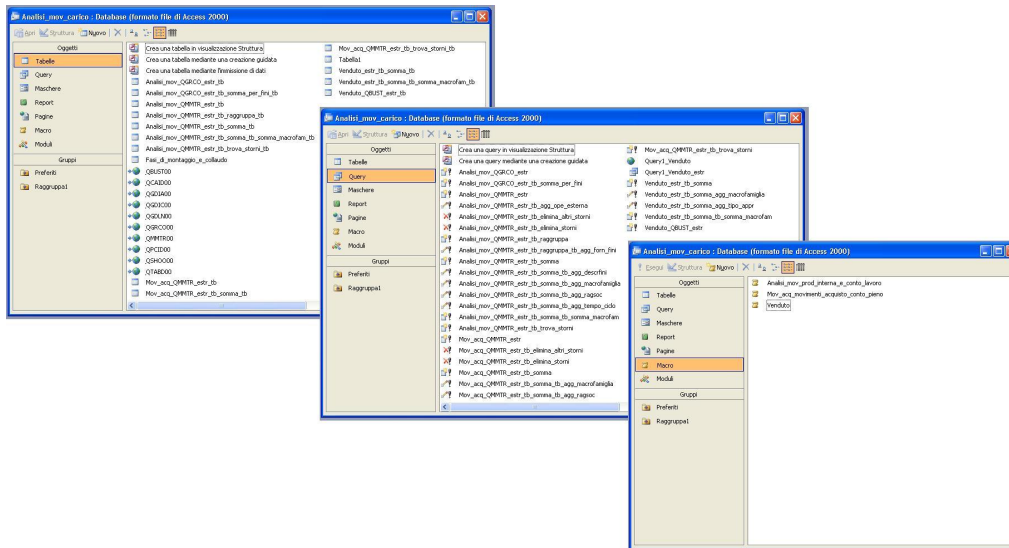 Analisi_mov_carico : Database (formato file di Access 2000)
Apri Struttura Nuovo
Oggetti
Tabelle
Query
Maschere
Report
Pagine
Macro
Moduli
Gruppi
Preferiti
Raggruppa1
Crea una tabella in visualizzazione Struttura
Crea una tabella mediante una creazione guidata
Crea una tabella mediante l'immissione di dati
Analisi_mov_QGRCO_estr_tb
Analisi_mov_QGRCO_estr_tb_somma_per_fini_tb
Analisi_mov_QMMTR_estr_tb
Analisi_mov_QMMTR_estr_tb_raggruppa_tb
Analisi_mov_QMMTR_estr_tb_somma_tb
Analisi_mov_QMMTR_estr_tb_somma_tb_somma_macrofam_tb
Analisi_mov_QMMTR_estr_tb_trova_storni_tb
Fasi_di_montaggio_e_collaudo
QBUST00
QCAID00
QGDIA00
QGDIC00
QGDLN00
QGRCO00
QMMTR00
QPCID00
QSHOO00
QTABD00
Mov_acq_QMMTR_estr_tb
Mov_acq_QMMTR_estr_tb_somma_tb
Mov_acq_QMMTR_estr_tb_trova_storni_tb
Tabella1
Venduto_estr_tb_somma_tb
Venduto_estr_tb_somma_tb_somma_macrofam_tb
Venduto_QBUST_estr_tb
Analisi_mov_carico : Database (formato file di Access 2000)
Apri Struttura Nuovo
Oggetti
Tabelle
Query
Maschere
Report
Pagine
Macro
Moduli
Gruppi
Preferiti
Raggruppa1
Crea una query in visualizzazione Struttura
Crea una query mediante una creazione guidata
Analisi_mov_QGRCO_estr
Analisi_mov_QGRCO_estr_tb_somma_per_fini
Analisi_mov_QMMTR_estr
Analisi_mov_QMMTR_estr_tb_agg_ope_esterna
Analisi_mov_QMMTR_estr_tb_elimina_altri_storni
Analisi_mov_QMMTR_estr_tb_elimina_storni
Analisi_mov_QMMTR_estr_tb_raggruppa
Analisi_mov_QMMTR_estr_tb_raggruppa_tb_agg_forn_fini
Analisi_mov_QMMTR_estr_tb_somma
Analisi_mov_QMMTR_estr_tb_somma_tb_agg_descrfini
Analisi_mov_QMMTR_estr_tb_somma_tb_agg_macrofamiglia
Analisi_mov_QMMTR_estr_tb_somma_tb_agg_ragsoc
Analisi_mov_QMMTR_estr_tb_somma_tb_agg_tempo_ciclo
Analisi_mov_QMMTR_estr_tb_somma_tb_somma_macrofam
Analisi_mov_QMMTR_estr_tb_trova_storni
Mov_acq_QMMTR_estr
Mov_acq_QMMTR_estr_tb_elimina_altri_storni
Mov_acq_QMMTR_estr_tb_elimina_storni
Mov_acq_QMMTR_estr_tb_somma
Mov_acq_QMMTR_estr_tb_somma_tb_agg_macrofamiglia
Mov_acq_QMMTR_estr_tb_somma_tb_agg_ragsoc
Mov_acq_QMMTR_estr_tb_trova_storni
Query1_Venduto
Query1_Venduto_estr
Venduto_estr_tb_somma
Venduto_estr_tb_somma_agg_macrofamiglia
Venduto_estr_tb_somma_agg_tipo_appr
Venduto_estr_tb_somma_tb_somma_macrofam
Venduto_QBUST_estr
Analisi_mov_carico : Database (formato file di Access 2000)
Esegui Struttura Nuovo
Oggetti
Tabelle
Query
Maschere
Report
Pagine
Macro
Moduli
Gruppi
Preferiti
Raggruppa1
Analisi_mov_prod_interna_e_conto_lavoro
Mov_acq_movimenti_acquisto_conto_pieno
Venduto